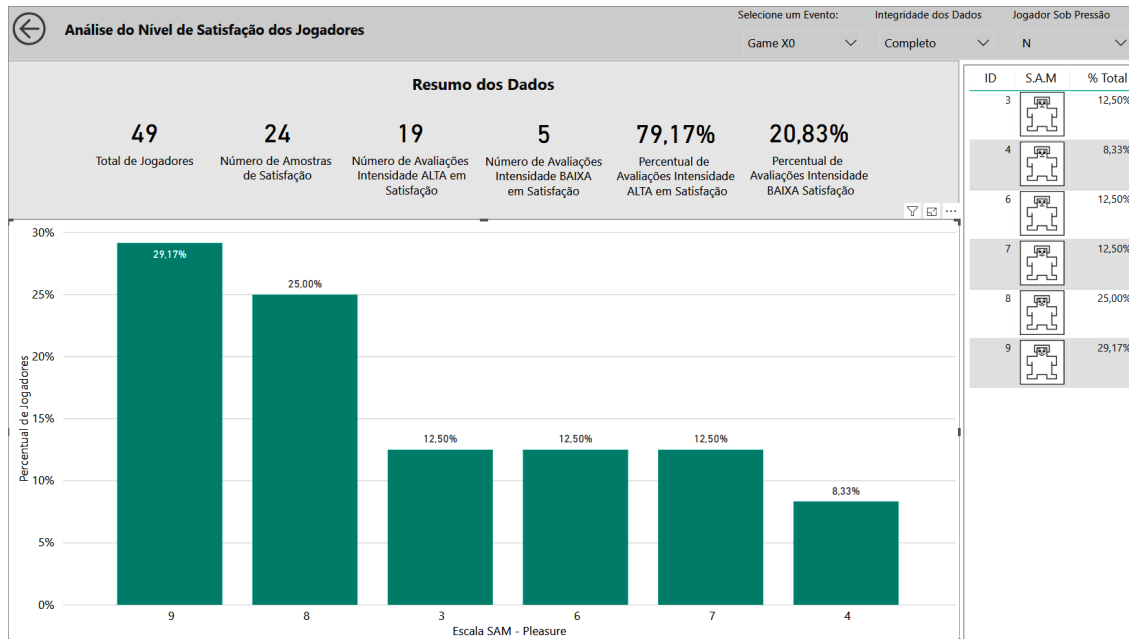 Análise do Nível de Satisfação dos Jogadores
Selecione um Evento:
Game X0
Integridade dos Dados
Completo
Jogador Sob Pressão
N
Resumo dos Dados
49
Total de Jogadores
24
Número de Amostras
de Satisfação
19
Número de Avaliações
Intensidade ALTA em
Satisfação
5
Número de Avaliações
Intensidade BAIXA
em Satisfação
79,17%
Percentual de
Avaliações Intensidade
ALTA em Satisfação
20,83%
Percentual de
Avaliações Intensidade
BAIXA Satisfação
ID S.A.M % Total
3 12,50%
4 8,33%
6 12,50%
7 12,50%
8 25,00%
9 29,17%
Percentual de Jogadores
30%
25%
20%
15%
10%
5%
0%
29,17%
25,00%
12,50%
12,50%
12,50%
8,33%
9 8 3 6 7 4
Escala SAM - Pleasure